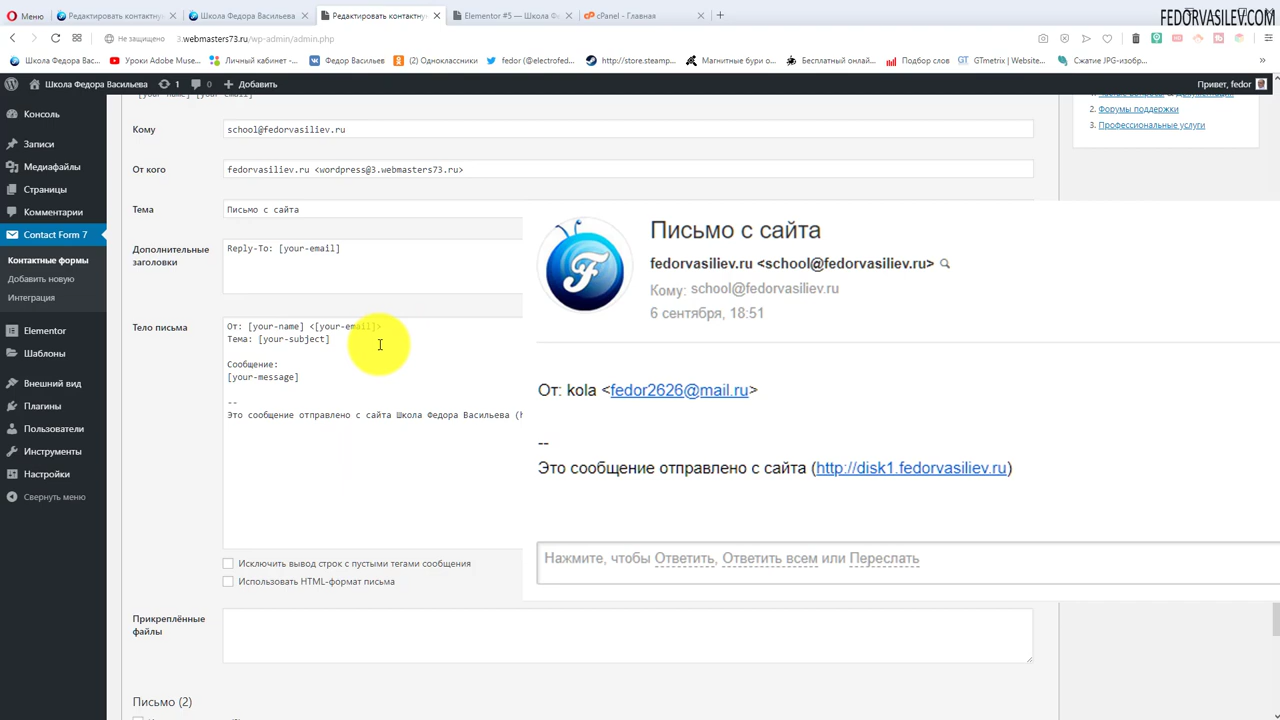 Меню
Редактировать контактну
Школа Федора Васильева
Редактировать контактну
Elementor #5 — Школа Ф
cPanel - Главная
FEDORVASILEV.COM
Не защищено
3.webmasters73.ru/wp-admin/admin.php
Школа Федора Вас...
Уроки Adobe Muse...
Личный кабинет -...
Федор Васильев
(2) Одноклассники
fedor (@electrofed...
http://store.steamp...
Магнитные бури о...
Бесплатный онлай...
Подбор слов
GT
GTmetrix | Website...
Сжатие JPG-изобр...
Школа Федора Васильева
1
0
Добавить
Привет, fedor
[your-name] [your-email]
Документация
2. Форумы поддержки
3. Профессиональные услуги
Консоль
Записи
Медиафайлы
Страницы
Комментарии
Contact Form 7
Контактные формы
Добавить новую
Интеграция
Elementor
Шаблоны
Внешний вид
Плагины
Пользователи
Инструменты
Настройки
Свернуть меню
Кому
school@fedorvasiliev.ru
От кого
fedorvasiliev.ru <wordpress@3.webmasters73.ru>
Тема
Письмо с сайта
Дополнительные
заголовки
Reply-To: [your-email]
Тело письма
От: [your-name] <[your-email]>
Тема: [your-subject]
Сообщение:
[your-message]
--
Это сообщение отправлено с сайта Школа Федора Васильева (h
Исключить вывод строк с пустыми тегами сообщения
Использовать HTML-формат письма
Прикреплённые
файлы
Письмо (2)
Письмо с сайта
fedorvasiliev.ru <school@fedorvasiliev.ru>
Кому: school@fedorvasiliev.ru
6 сентября, 18:51
От: kola <fedor2626@mail.ru>
--
Это сообщение отправлено с сайта (http://disk1.fedorvasiliev.ru)
Нажмите, чтобы Ответить, Ответить всем или Переслать